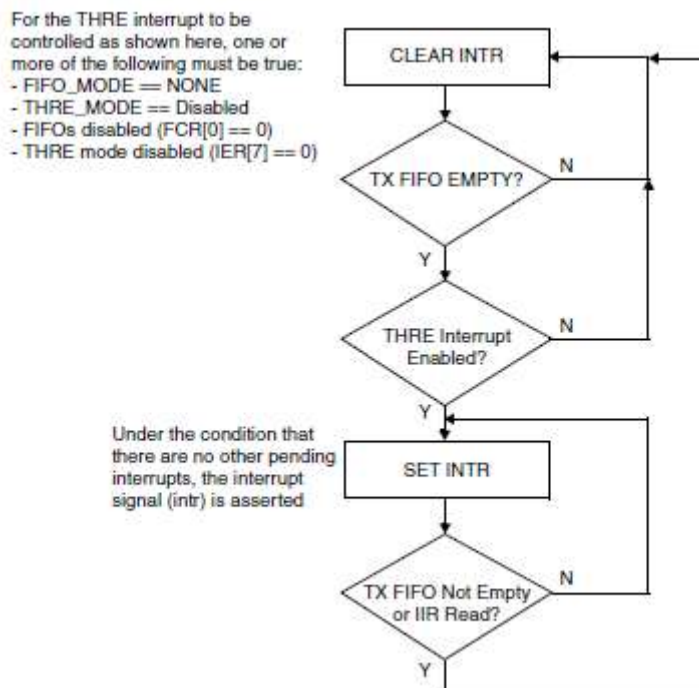 For the THRE interrupt to be
controlled as shown here, one or
more of the following must be true:
- FIFO_MODE == NONE
- THRE_MODE == Disabled
- FIFOs disabled (FCR[0] == 0)
- THRE mode disabled (IER[7] == 0)
CLEAR INTR
TX FIFO EMPTY?
N
Y
THRE Interrupt
Enabled?
N
Y
Under the condition that
there are no other pending
interrupts, the interrupt
signal (intr) is asserted
SET INTR
TX FIFO Not Empty
or IIR Read?
N
Y